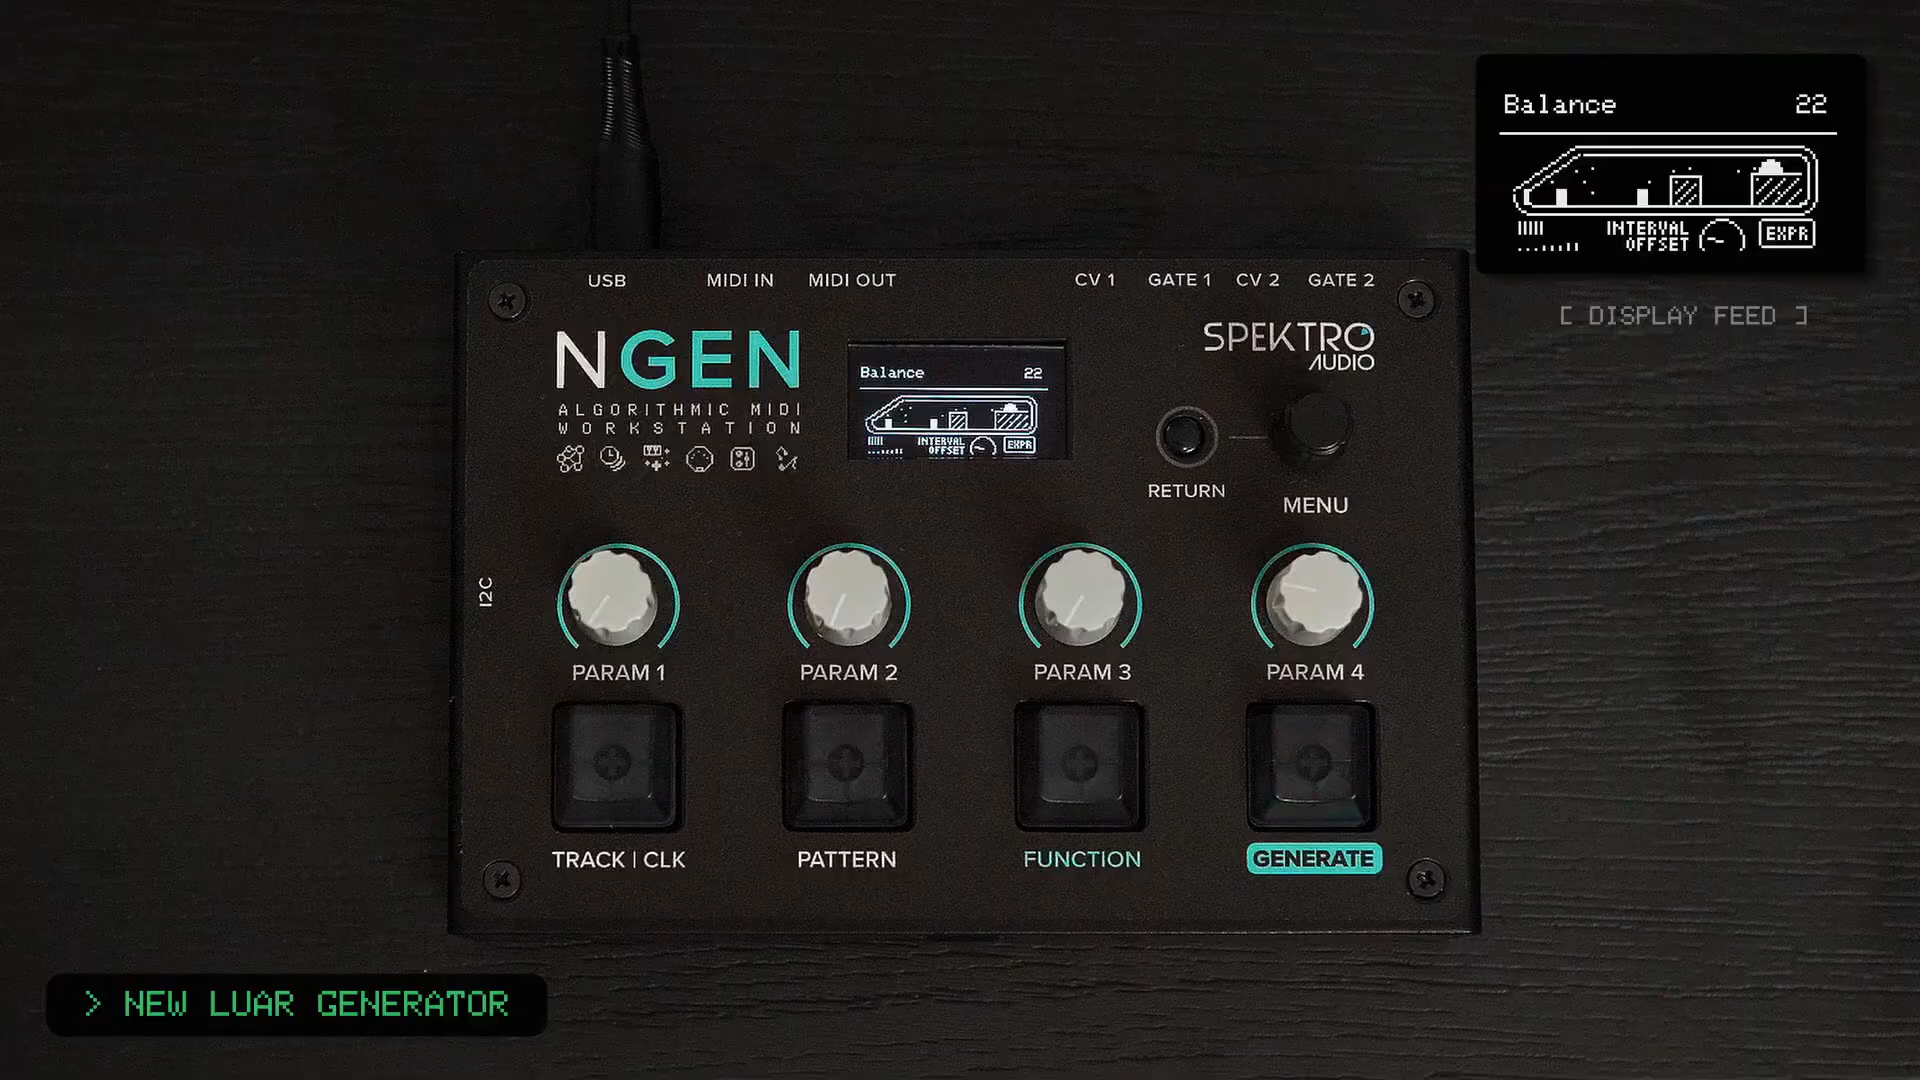 Balance 22
INTERVAL
OFFSET
EXPR
[ DISPLAY FEED ]
USB MIDI IN MIDI OUT CV 1 GATE 1 CV 2 GATE 2
NGEN
ALGORITHMIC MIDI
WORKSTATION
Balance 22
INTERVAL
OFFSET
EXPR
SPEKTRO
AUDIO
RETURN
MENU
I2C
PARAM 1 PARAM 2 PARAM 3 PARAM 4
TRACK | CLK PATTERN FUNCTION GENERATE
> NEW LUAR GENERATOR